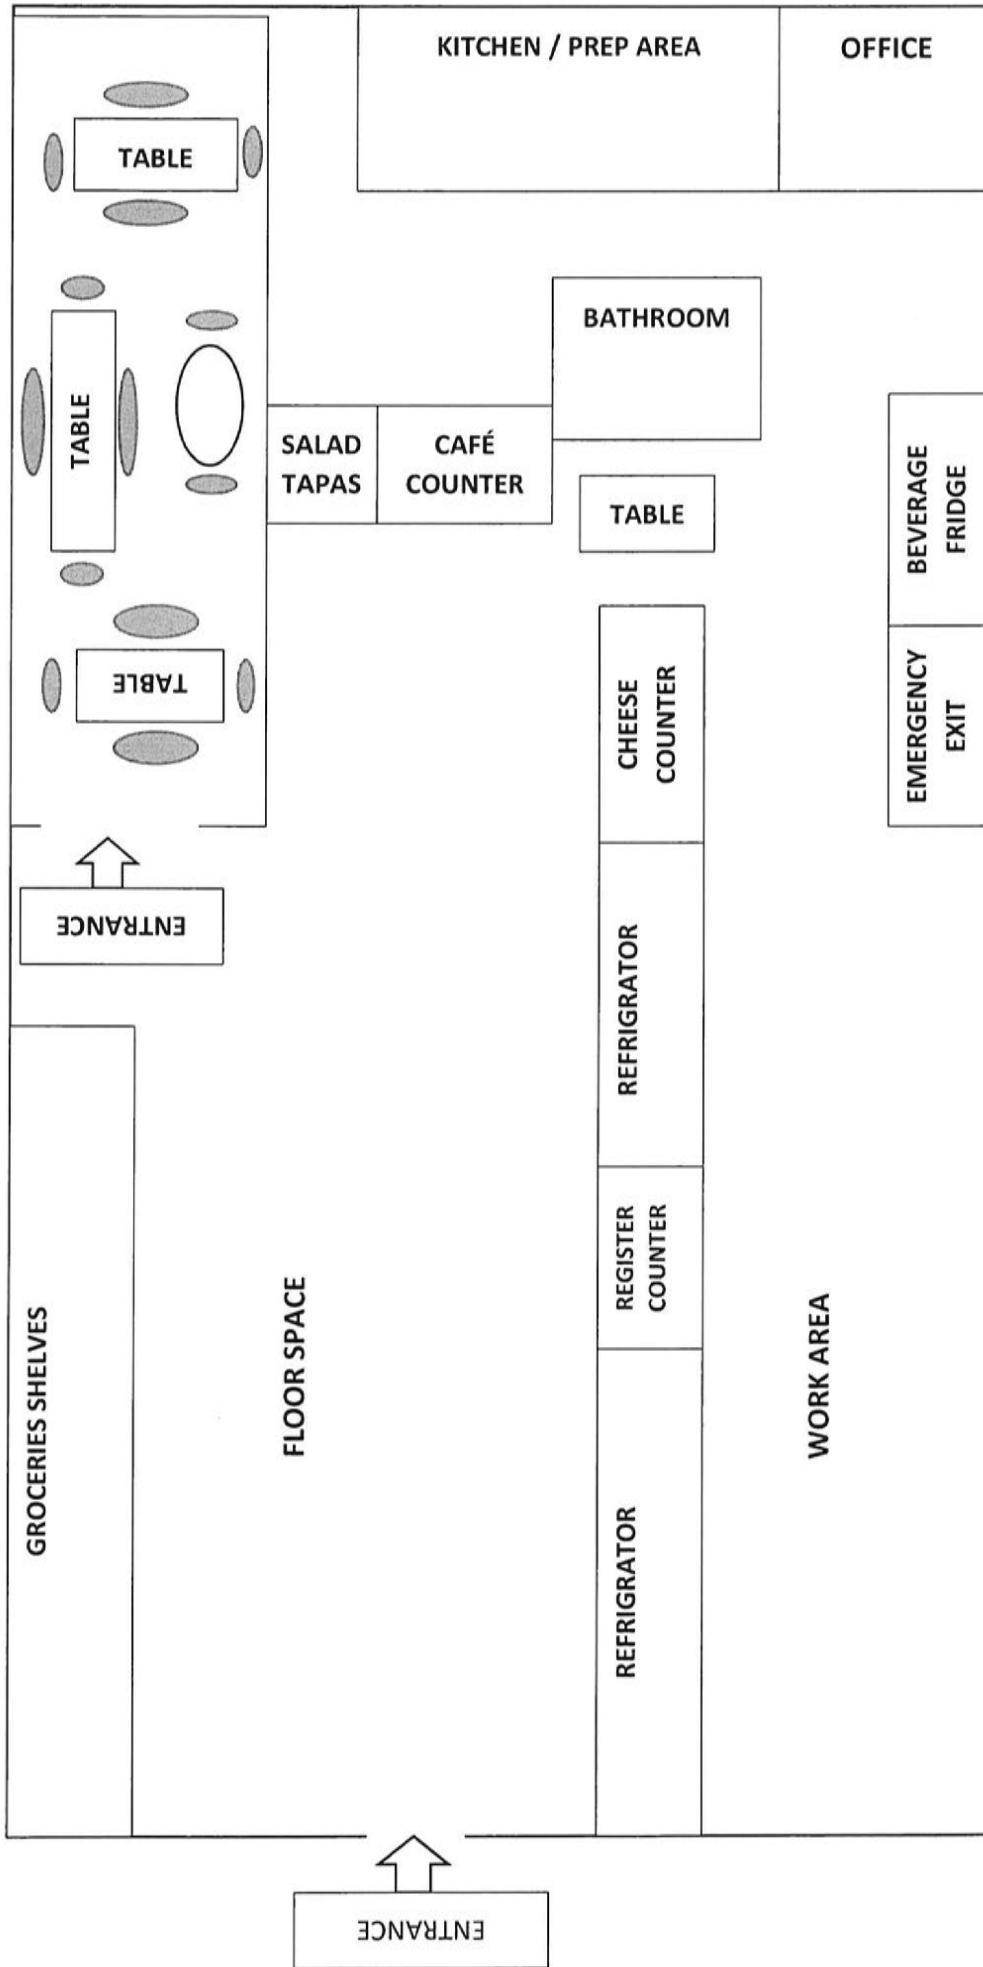 KITCHEN / PREP AREA
OFFICE
TABLE
BATHROOM
TABLE
SALAD
TAPAS
CAFÉ
COUNTER
TABLE
BEVERAGE
FRIDGE
TABLE
CHEESE
COUNTER
EMERGENCY
EXIT
ENTRANCE
REFRIGRATOR
REGISTER
COUNTER
GROCERIES SHELVES
FLOOR SPACE
WORK AREA
REFRIGRATOR
ENTRANCE